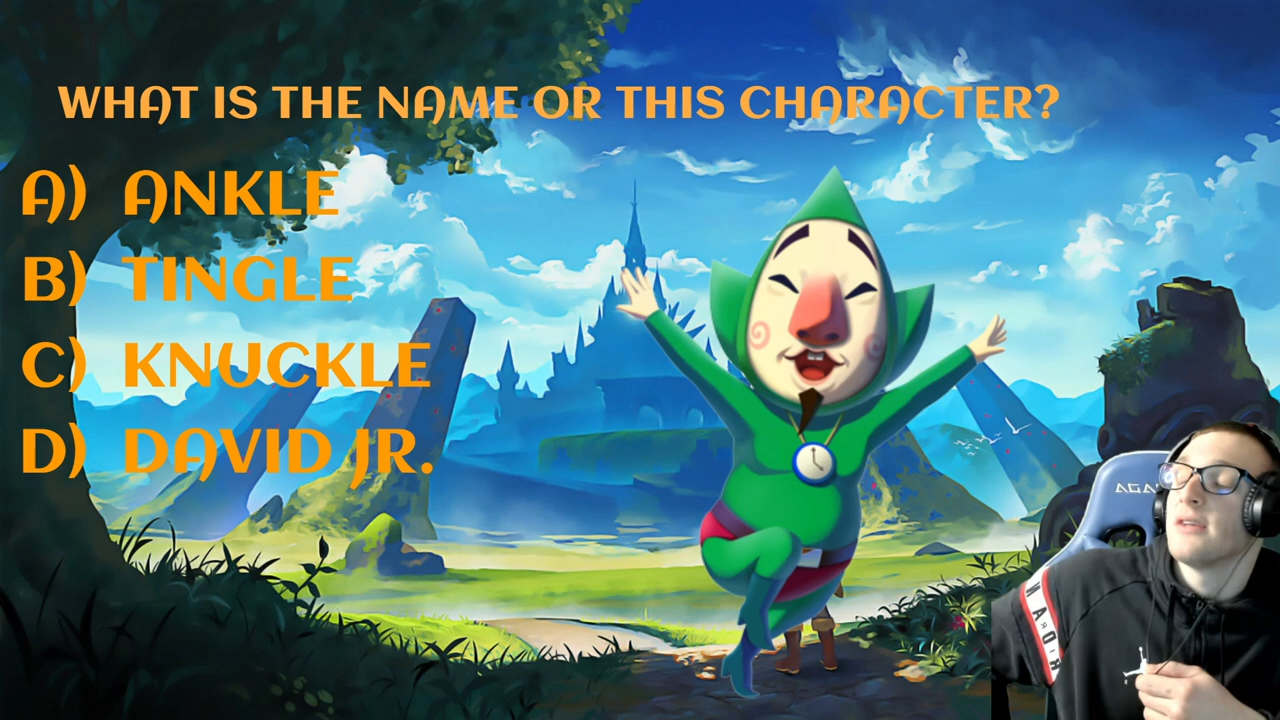 WHAT IS THE NAME OR THIS CHARACTER?
A) ANKLE
B) TINGLE
C) KNUCKLE
D) DAVID JR.